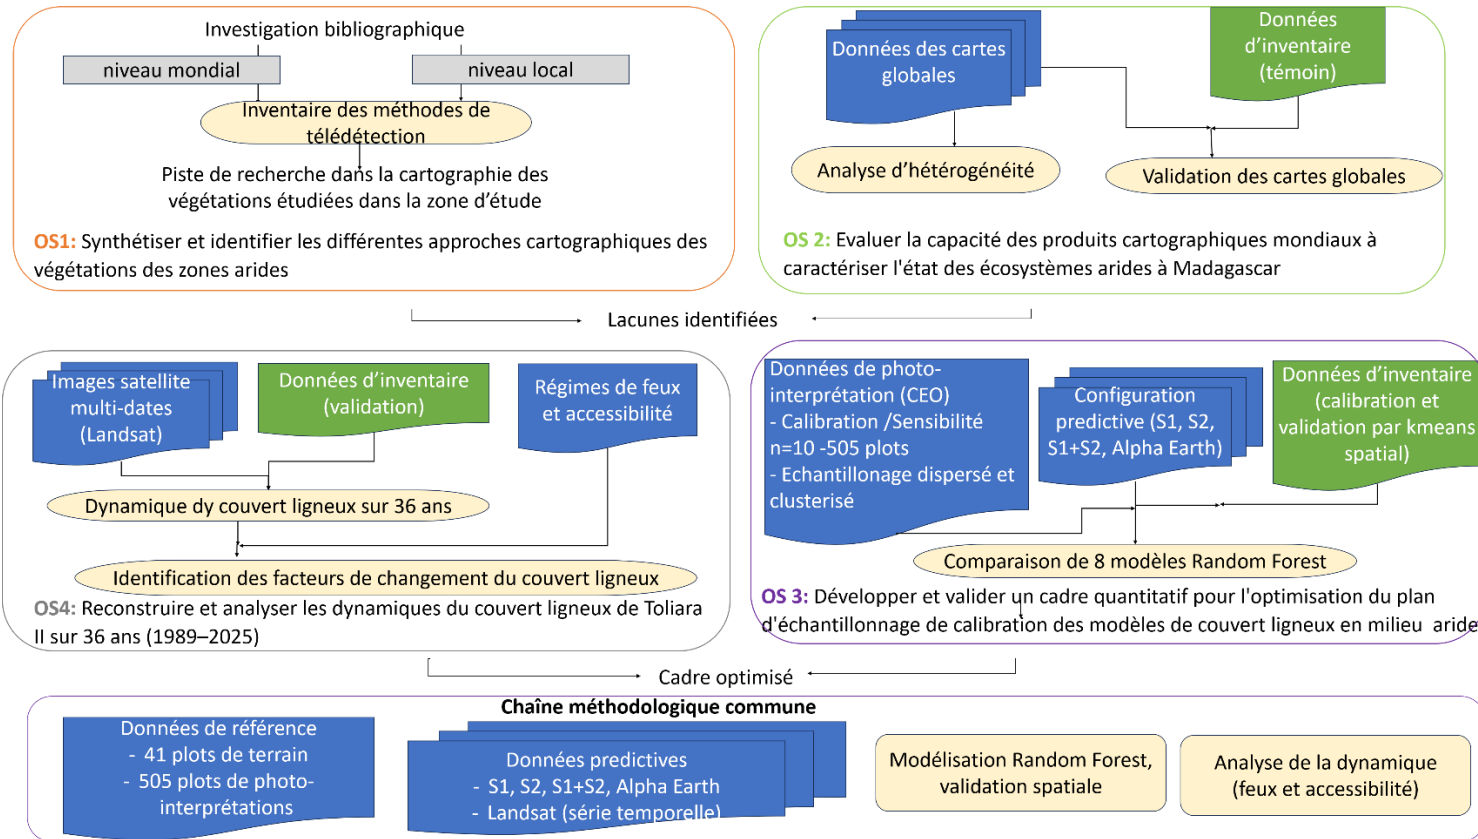 Investigation bibliographique
niveau mondial
niveau local
Inventaire des méthodes de
télédétection
Piste de recherche dans la cartographie des
végétations étudiées dans la zone d'étude
OS1: Synthétiser et identifier les différentes approches cartographiques des
végétations des zones arides
Données des cartes
globales
Données
d'inventaire
(témoin)
Analyse d'hétérogénéité
Validation des cartes globales
OS 2: Evaluer la capacité des produits cartographiques mondiaux à
caractériser l'état des écosystèmes arides à Madagascar
Lacunes identifiées
Images satellite
multi-dates
(Landsat)
Données d'inventaire
(validation)
Régimes de feux
et accessibilité
Dynamique dy couvert ligneux sur 36 ans
Identification des facteurs de changement du couvert ligneux
OS4: Reconstruire et analyser les dynamiques du couvert ligneux de Toliara
II sur 36 ans (1989–2025)
Données de photo-
interprétation (CEO)
- Calibration /Sensibilité
n=10 -505 plots
- Echantillonage dispersé et
clusterisé
Configuration
predictive (S1, S2,
S1+S2, Alpha Earth)
Données d'inventaire
(calibration et
validation par kmeans
spatial)
Comparaison de 8 modèles Random Forest
OS 3: Développer et valider un cadre quantitatif pour l'optimisation du plan
d'échantillonnage de calibration des modèles de couvert ligneux en milieu aride
Cadre optimisé
Chaîne méthodologique commune
Données de référence
- 41 plots de terrain
- 505 plots de photo-
interprétations
Données predictives
- S1, S2, S1+S2, Alpha Earth
- Landsat (série temporelle)
Modélisation Random Forest,
validation spatiale
Analyse de la dynamique
(feux et accessibilité)